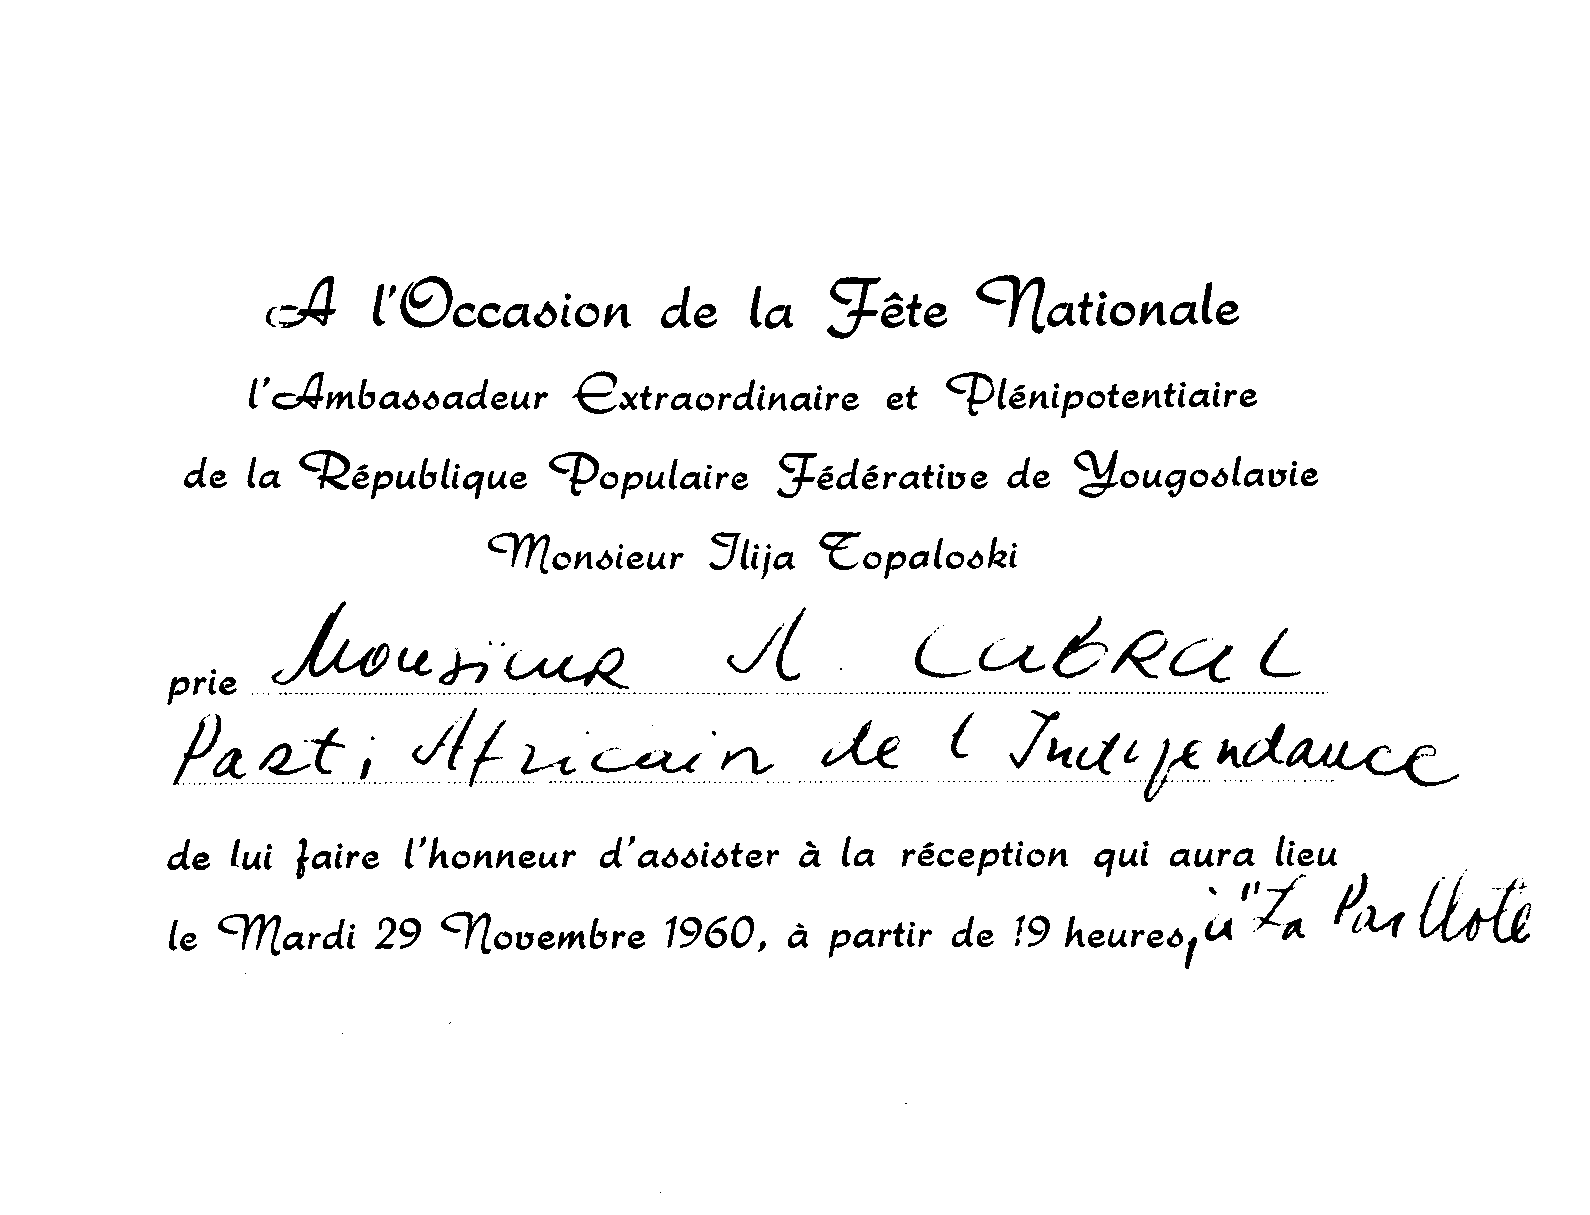 A l'Occasion de la Fête Nationale
l'Ambassadeur Extraordinaire et Plénipotentiaire
de la République Populaire Fédérative de Yougoslavie
Monsieur Ilija Topaloski
prie Monsieur A CABRAL
Parti Africain de l'Indépendance
de lui faire l'honneur d'assister à la réception qui aura lieu
le Mardi 29 Novembre 1960, à partir de 19 heures, à "La Paillote